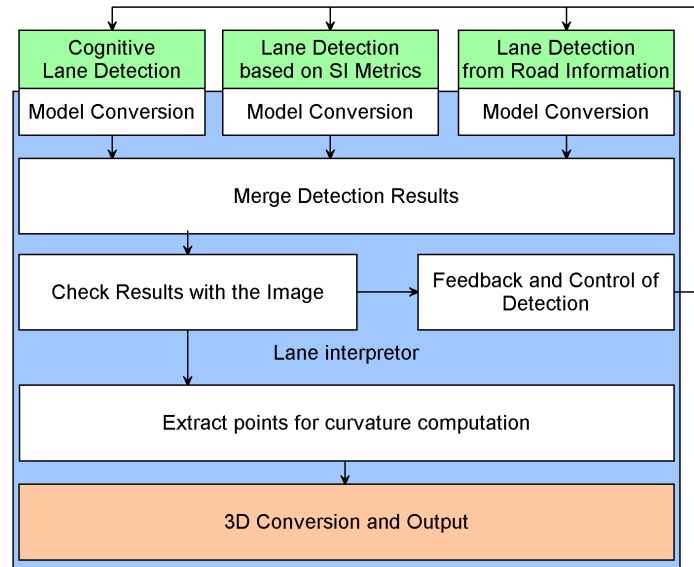 Cognitive
Lane Detection
Lane Detection
based on SI Metrics
Lane Detection
from Road Information
Model Conversion
Model Conversion
Model Conversion
Merge Detection Results
Check Results with the Image
Feedback and Control of
Detection
Lane interpretor
Extract points for curvature computation
3D Conversion and Output